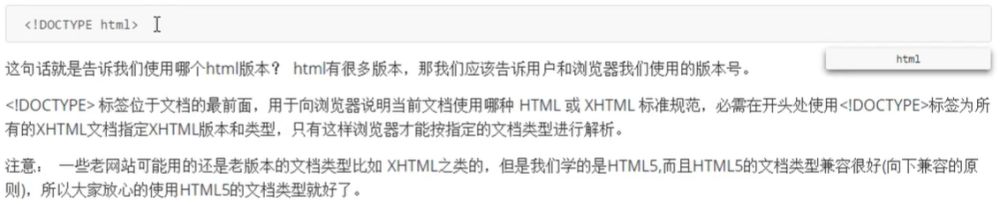 <!DOCTYPE html>
html
这句话就是告诉我们使用哪个html版本？ html有很多版本，那我们应该告诉用户和浏览器我们使用的版本号。
<!DOCTYPE> 标签位于文档的最前面，用于向浏览器说明当前文档使用哪种 HTML 或 XHTML 标准规范，必需在开头处使用<!DOCTYPE>标签为所
有的XHTML文档指定XHTML版本和类型，只有这样浏览器才能按指定的文档类型进行解析。
注意： 一些老网站可能用的还是老版本的文档类型比如 XHTML之类的，但是我们学的是HTML5,而且HTML5的文档类型兼容很好(向下兼容的原
则)，所以大家放心的使用HTML5的文档类型就好了。